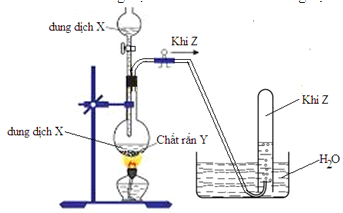 dung dịch X
Khí Z
dung dịch X
Chất rắn Y
Khí Z
H2O